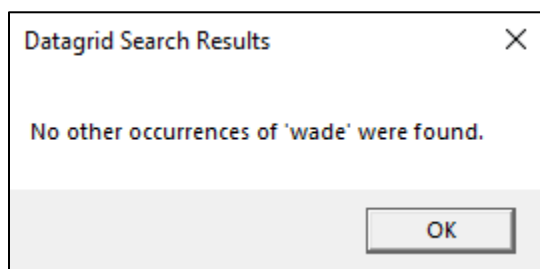 Datagrid Search Results
No other occurrences of 'wade' were found.
OK